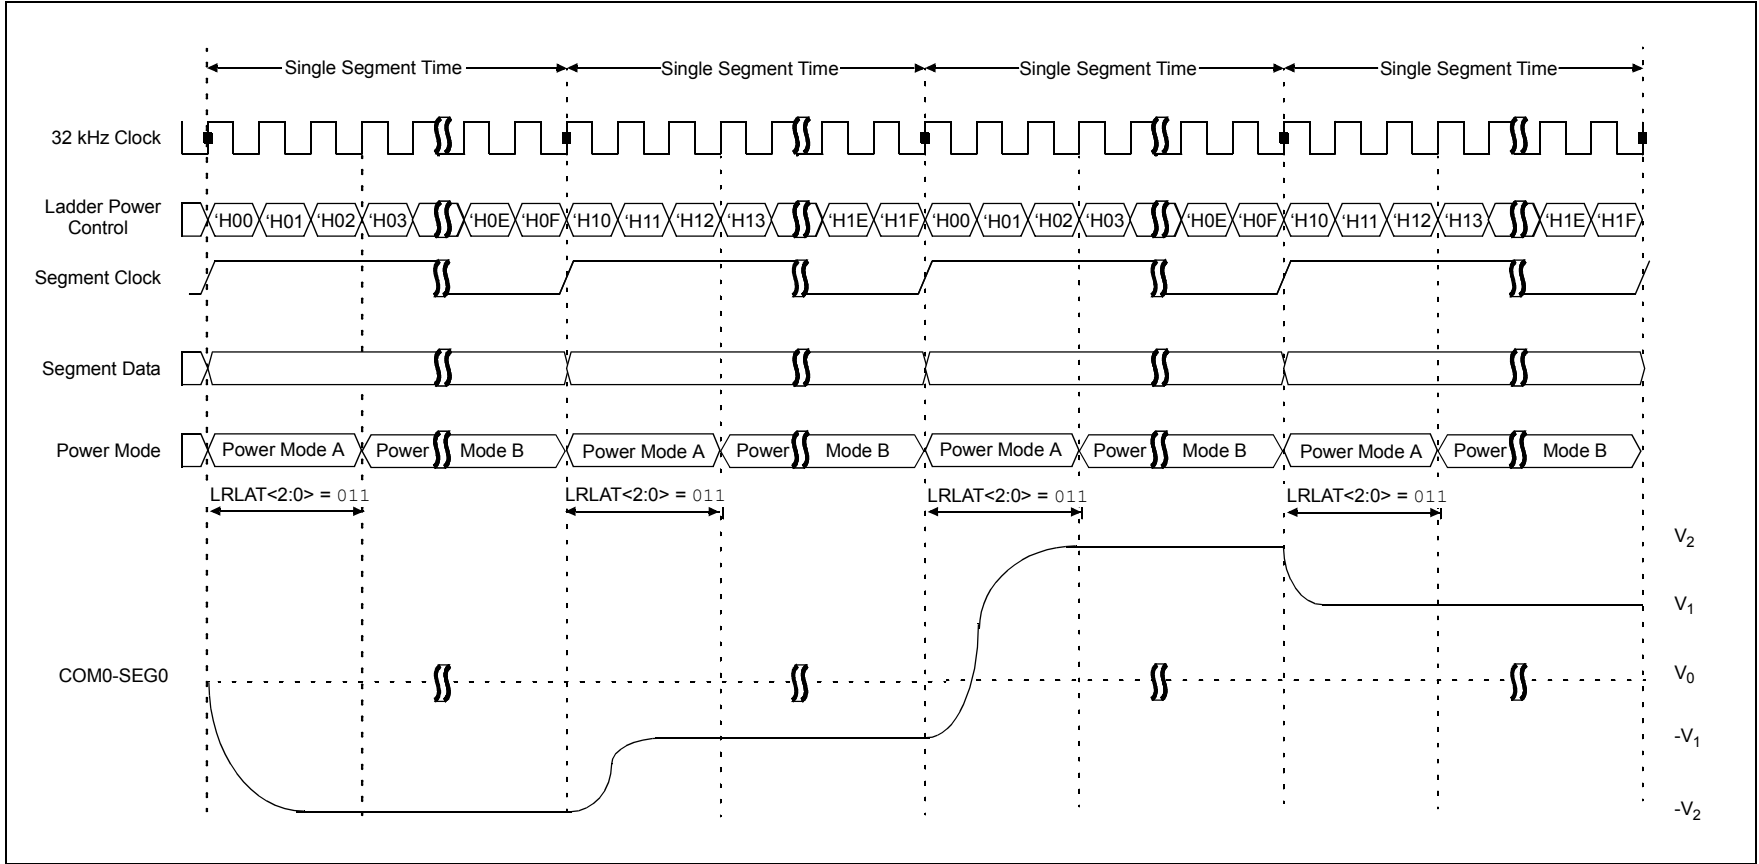 Single Segment Time Single Segment Time Single Segment Time Single Segment Time
32 kHz Clock
Ladder Power
Control
'H00 'H01 'H02 'H03 'H0E 'H0F 'H10 'H11 'H12 'H13 'H1E 'H1F 'H00 'H01 'H02 'H03 'H0E 'H0F 'H10 'H11 'H12 'H13 'H1E 'H1F
Segment Clock
Segment Data
Power Mode Power Mode A Power Mode B Power Mode A Power Mode B Power Mode A Power Mode B Power Mode A Power Mode B
LRLAT<2:0> = 011 LRLAT<2:0> = 011 LRLAT<2:0> = 011 LRLAT<2:0> = 011
V2
V1
COM0-SEG0 V0
-V1
-V2